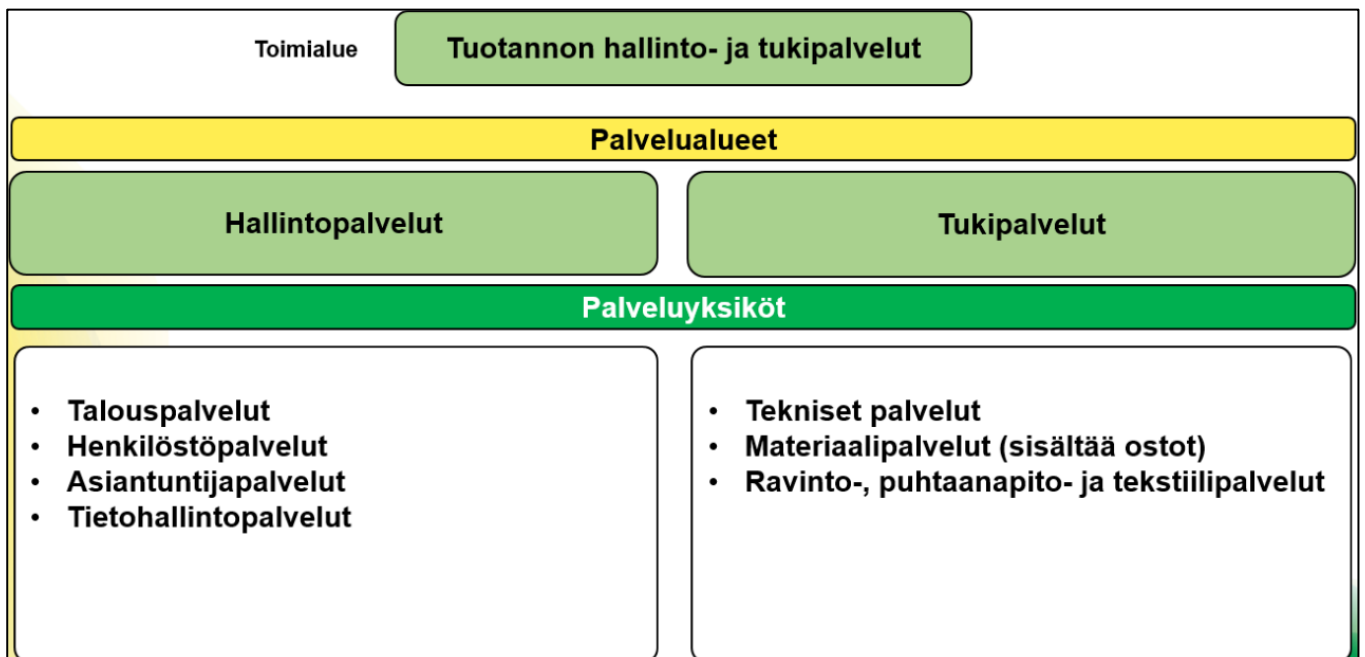 Toimialue
Tuotannon hallinto- ja tukipalvelut
Palvelualueet
Hallintopalvelut
Tukipalvelut
Palveluyksiköt
• Talouspalvelut
• Henkilöstöpalvelut
• Asiantuntijapalvelut
• Tietohallintopalvelut
• Tekniset palvelut
• Materiaalipalvelut (sisältää ostot)
• Ravinto-, puhtaanapito- ja tekstiilipalvelut